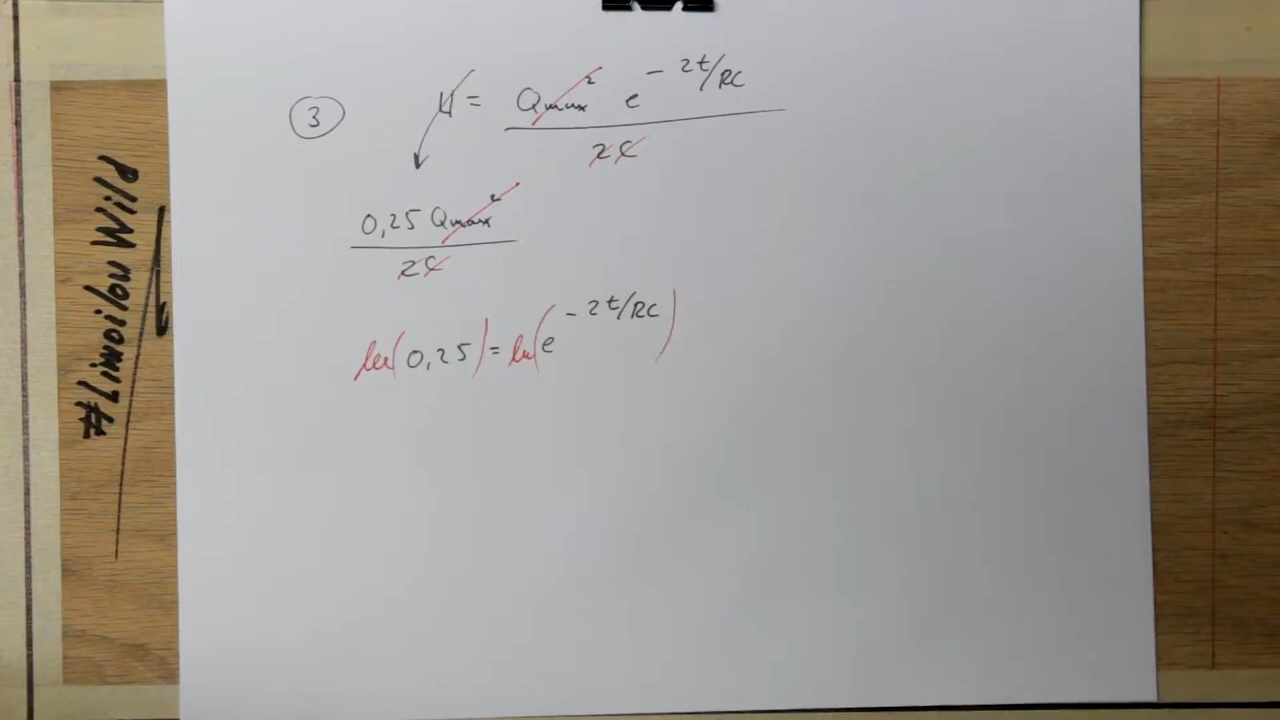 3 U = Qmax² e^(-2t/RC)
2C
0,25 Qmax²
2C
ln(0,25) = ln(e^(-2t/RC))
#Limoilou Wild